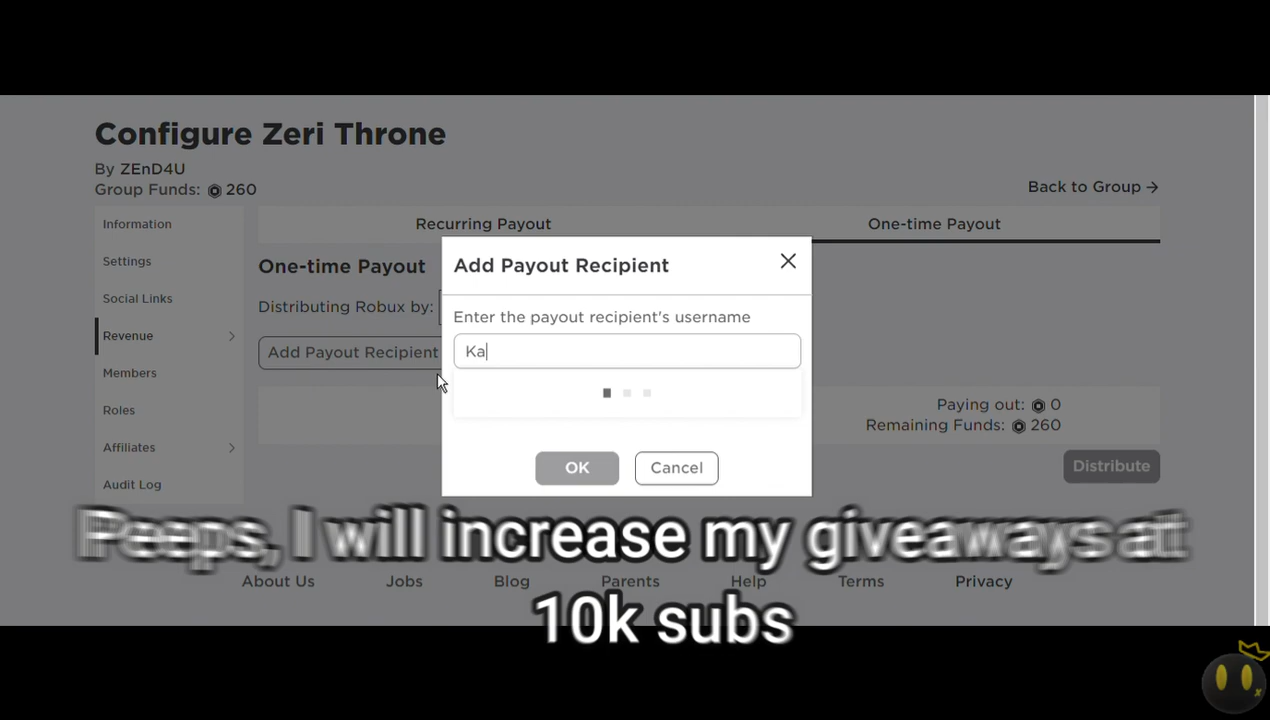 Configure Zeri Throne
By ZEnD4U
Group Funds: 260
Back to Group →
Information
Settings
Social Links
Revenue
Members
Roles
Affiliates
Audit Log
Recurring Payout
One-time Payout
One-time Payout
Distributing Robux by:
Add Payout Recipient
Paying out: 0
Remaining Funds: 260
Distribute
Add Payout Recipient
Enter the payout recipient's username
Ka
OK
Cancel
Peeps, I will increase my giveaways at
10k subs
About Us
Jobs
Blog
Parents
Help
Terms
Privacy